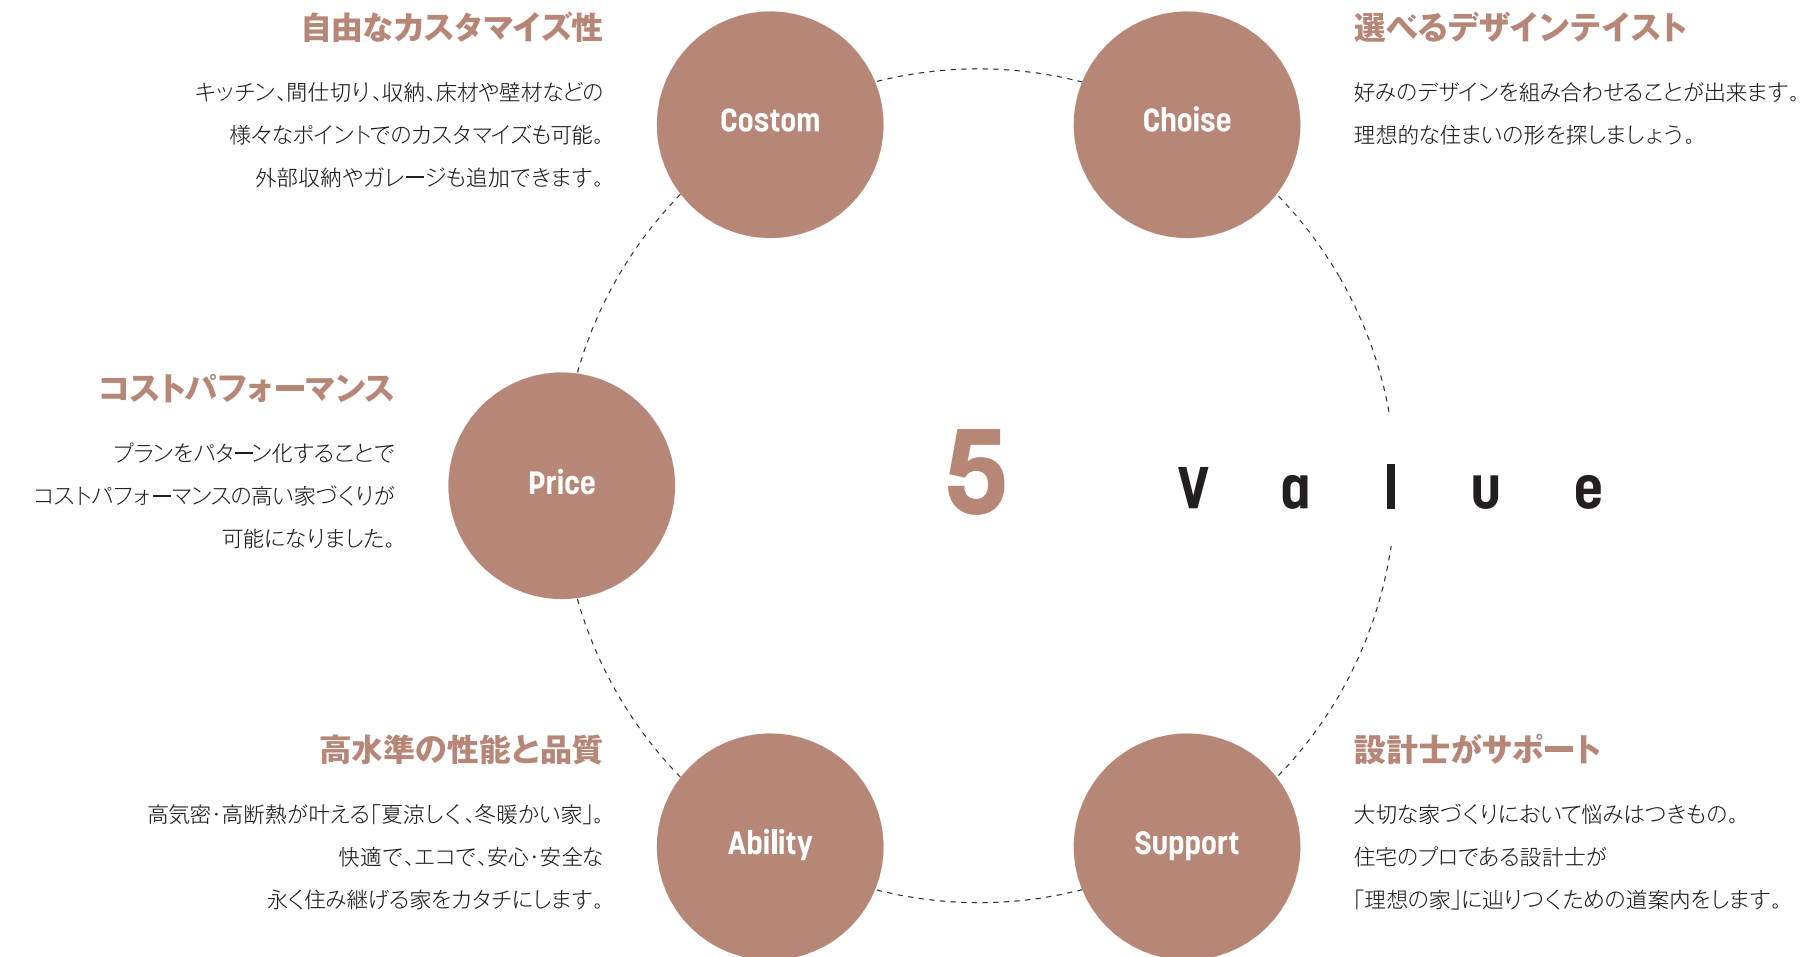 自由なカスタマイズ性
キッチン、間仕切り、収納、床材や壁材などの
様々なポイントでのカスタマイズも可能。
外部収納やガレージも追加できます。
Costom
Choise
選べるデザインテイスト
好みのデザインを組み合わせることが出来ます。
理想的な住まいの形を探しましょう。
コストパフォーマンス
プランをパターン化することで
コストパフォーマンスの高い家づくりが
可能になりました。
Price
5 Value
高水準の性能と品質
高気密・高断熱が叶える「夏涼しく、冬暖かい家」。
快適で、エコで、安心・安全な
永く住み継げる家をカタチにします。
Ability
Support
設計士がサポート
大切な家づくりにおいて悩みはつきもの。
住宅のプロである設計士が
「理想の家」に辿りつくための道案内をします。